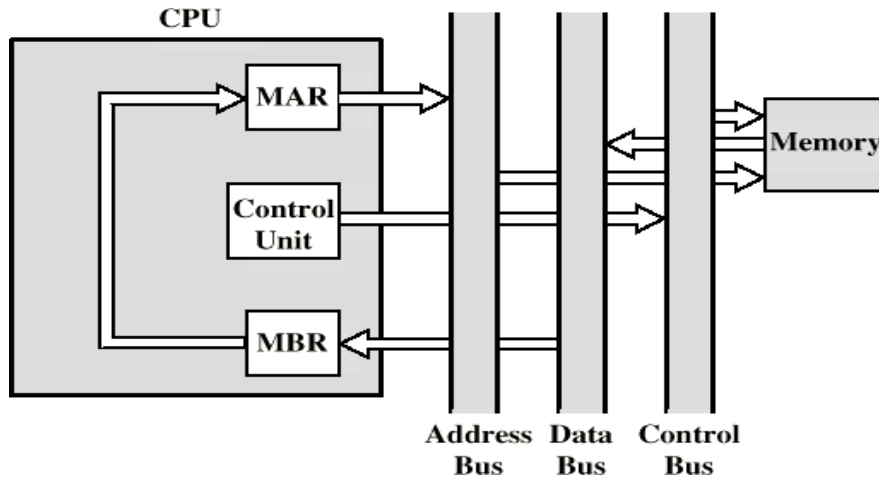 CPU
MAR
Memory
Control
Unit
MBR
Address
Bus
Data
Bus
Control
Bus